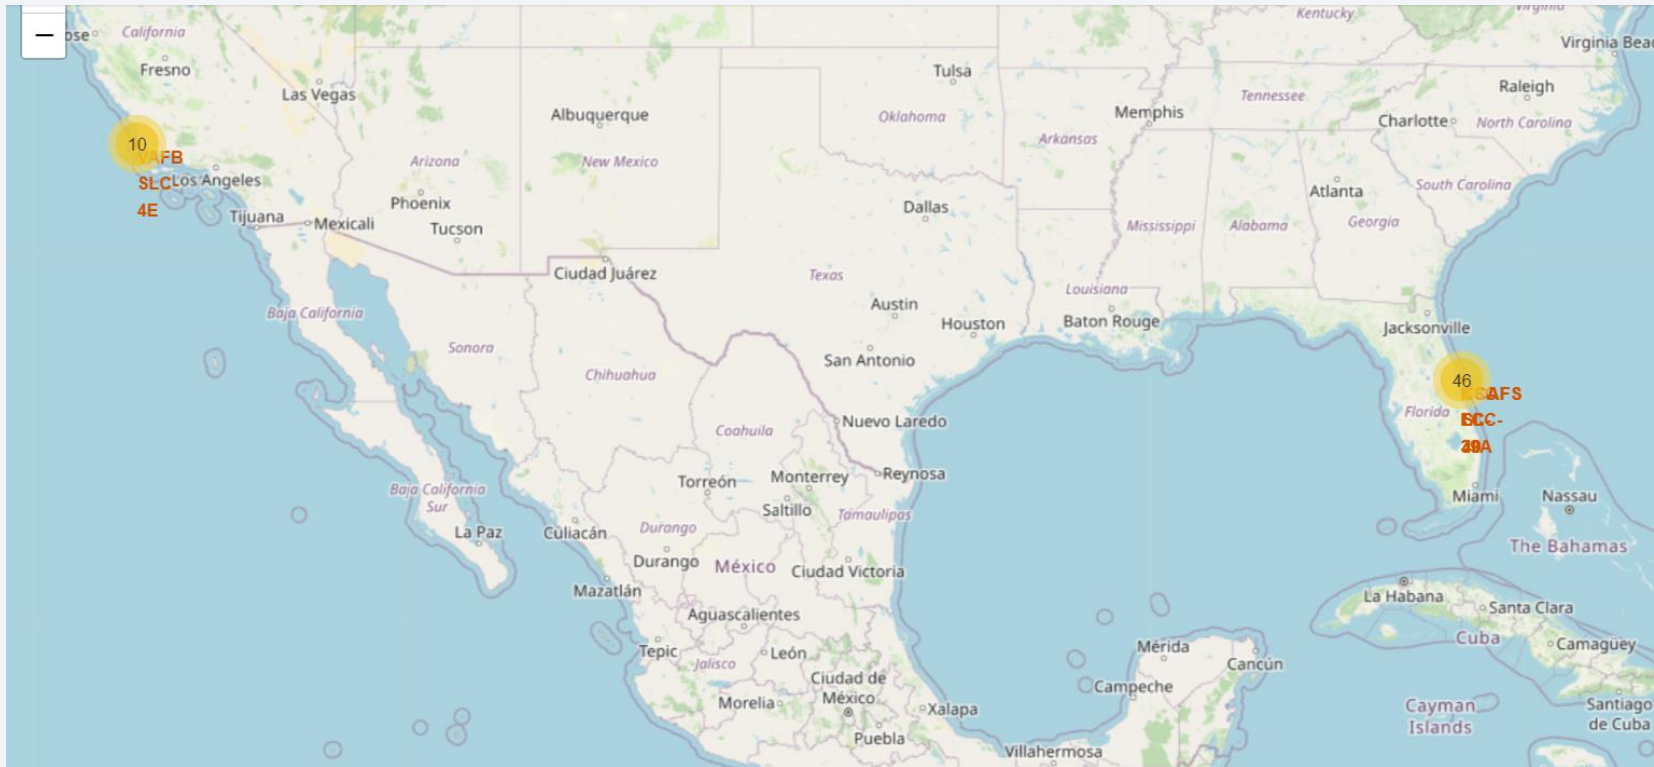 California
Kentucky
Virginia
Virginia Beac
Fresno
Las Vegas
Tulsa
Raleigh
Albuquerque
Oklahoma
Memphis
Tennessee
Charlotte
North Carolina
10
Arkansas
VAFB
Arizona
New Mexico
SLC-
Los Angeles
Atlanta
South Carolina
4E
Phoenix
Dallas
Tijuana
Mexicali
Tucson
Mississippi
Alabama
Georgia
Ciudad Juárez
Texas
Louisiana
Baja California
Austin
Houston
Baton Rouge
Jacksonville
Sonora
San Antonio
Chihuahua
46
Florida
Coahuila
Nuevo Laredo
Torreón
Monterrey
Reynosa
Baja California
Sur
Saltillo
Tamaulipas
Miami
Nassau
La Paz
Culiacán
Durango
Durango
México
Ciudad Victoria
The Bahamas
Mazatlán
La Habana
Aguascalientes
Santa Clara
Tepic
Jalisco
León
Mérida
Cuba
Camagüey
Ciudad de
México
Cancún
Campeche
Morelia
Xalapa
Cayman
Islands
Santiago
de Cuba
Puebla
Villahermosa